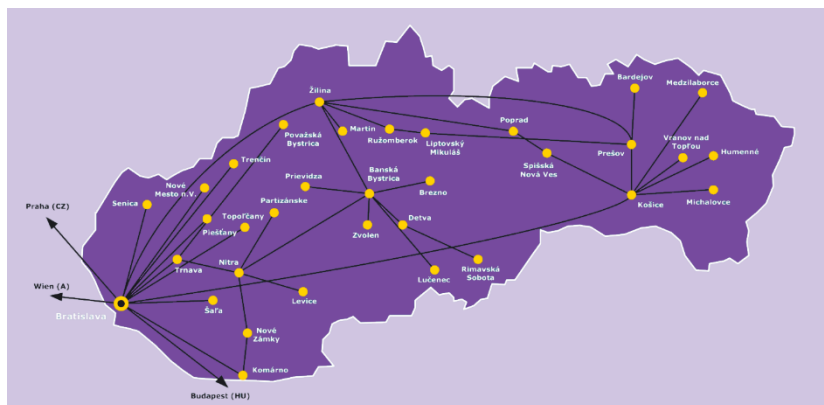 Žilina
Bardejov
Medzilaborce
Poprad
Považská
Bystrica
Martin
Ružomberok
Liptovský
Mikuláš
Vranov nad
Topľou
Humenné
Prešov
Trenčín
Spišská
Nová Ves
Banská
Bystrica
Prievidza
Nové
Mesto n.V.
Brezno
Partizánske
Senica
Michalovce
Košice
Praha (CZ)
Topoľčany
Piešťany
Detva
Zvolen
Trnava
Nitra
Rimavská
Sobota
Lučenec
Wien (A)
Levice
Šaľa
Bratislava
Nové
Zámky
Komárno
Budapest (HU)